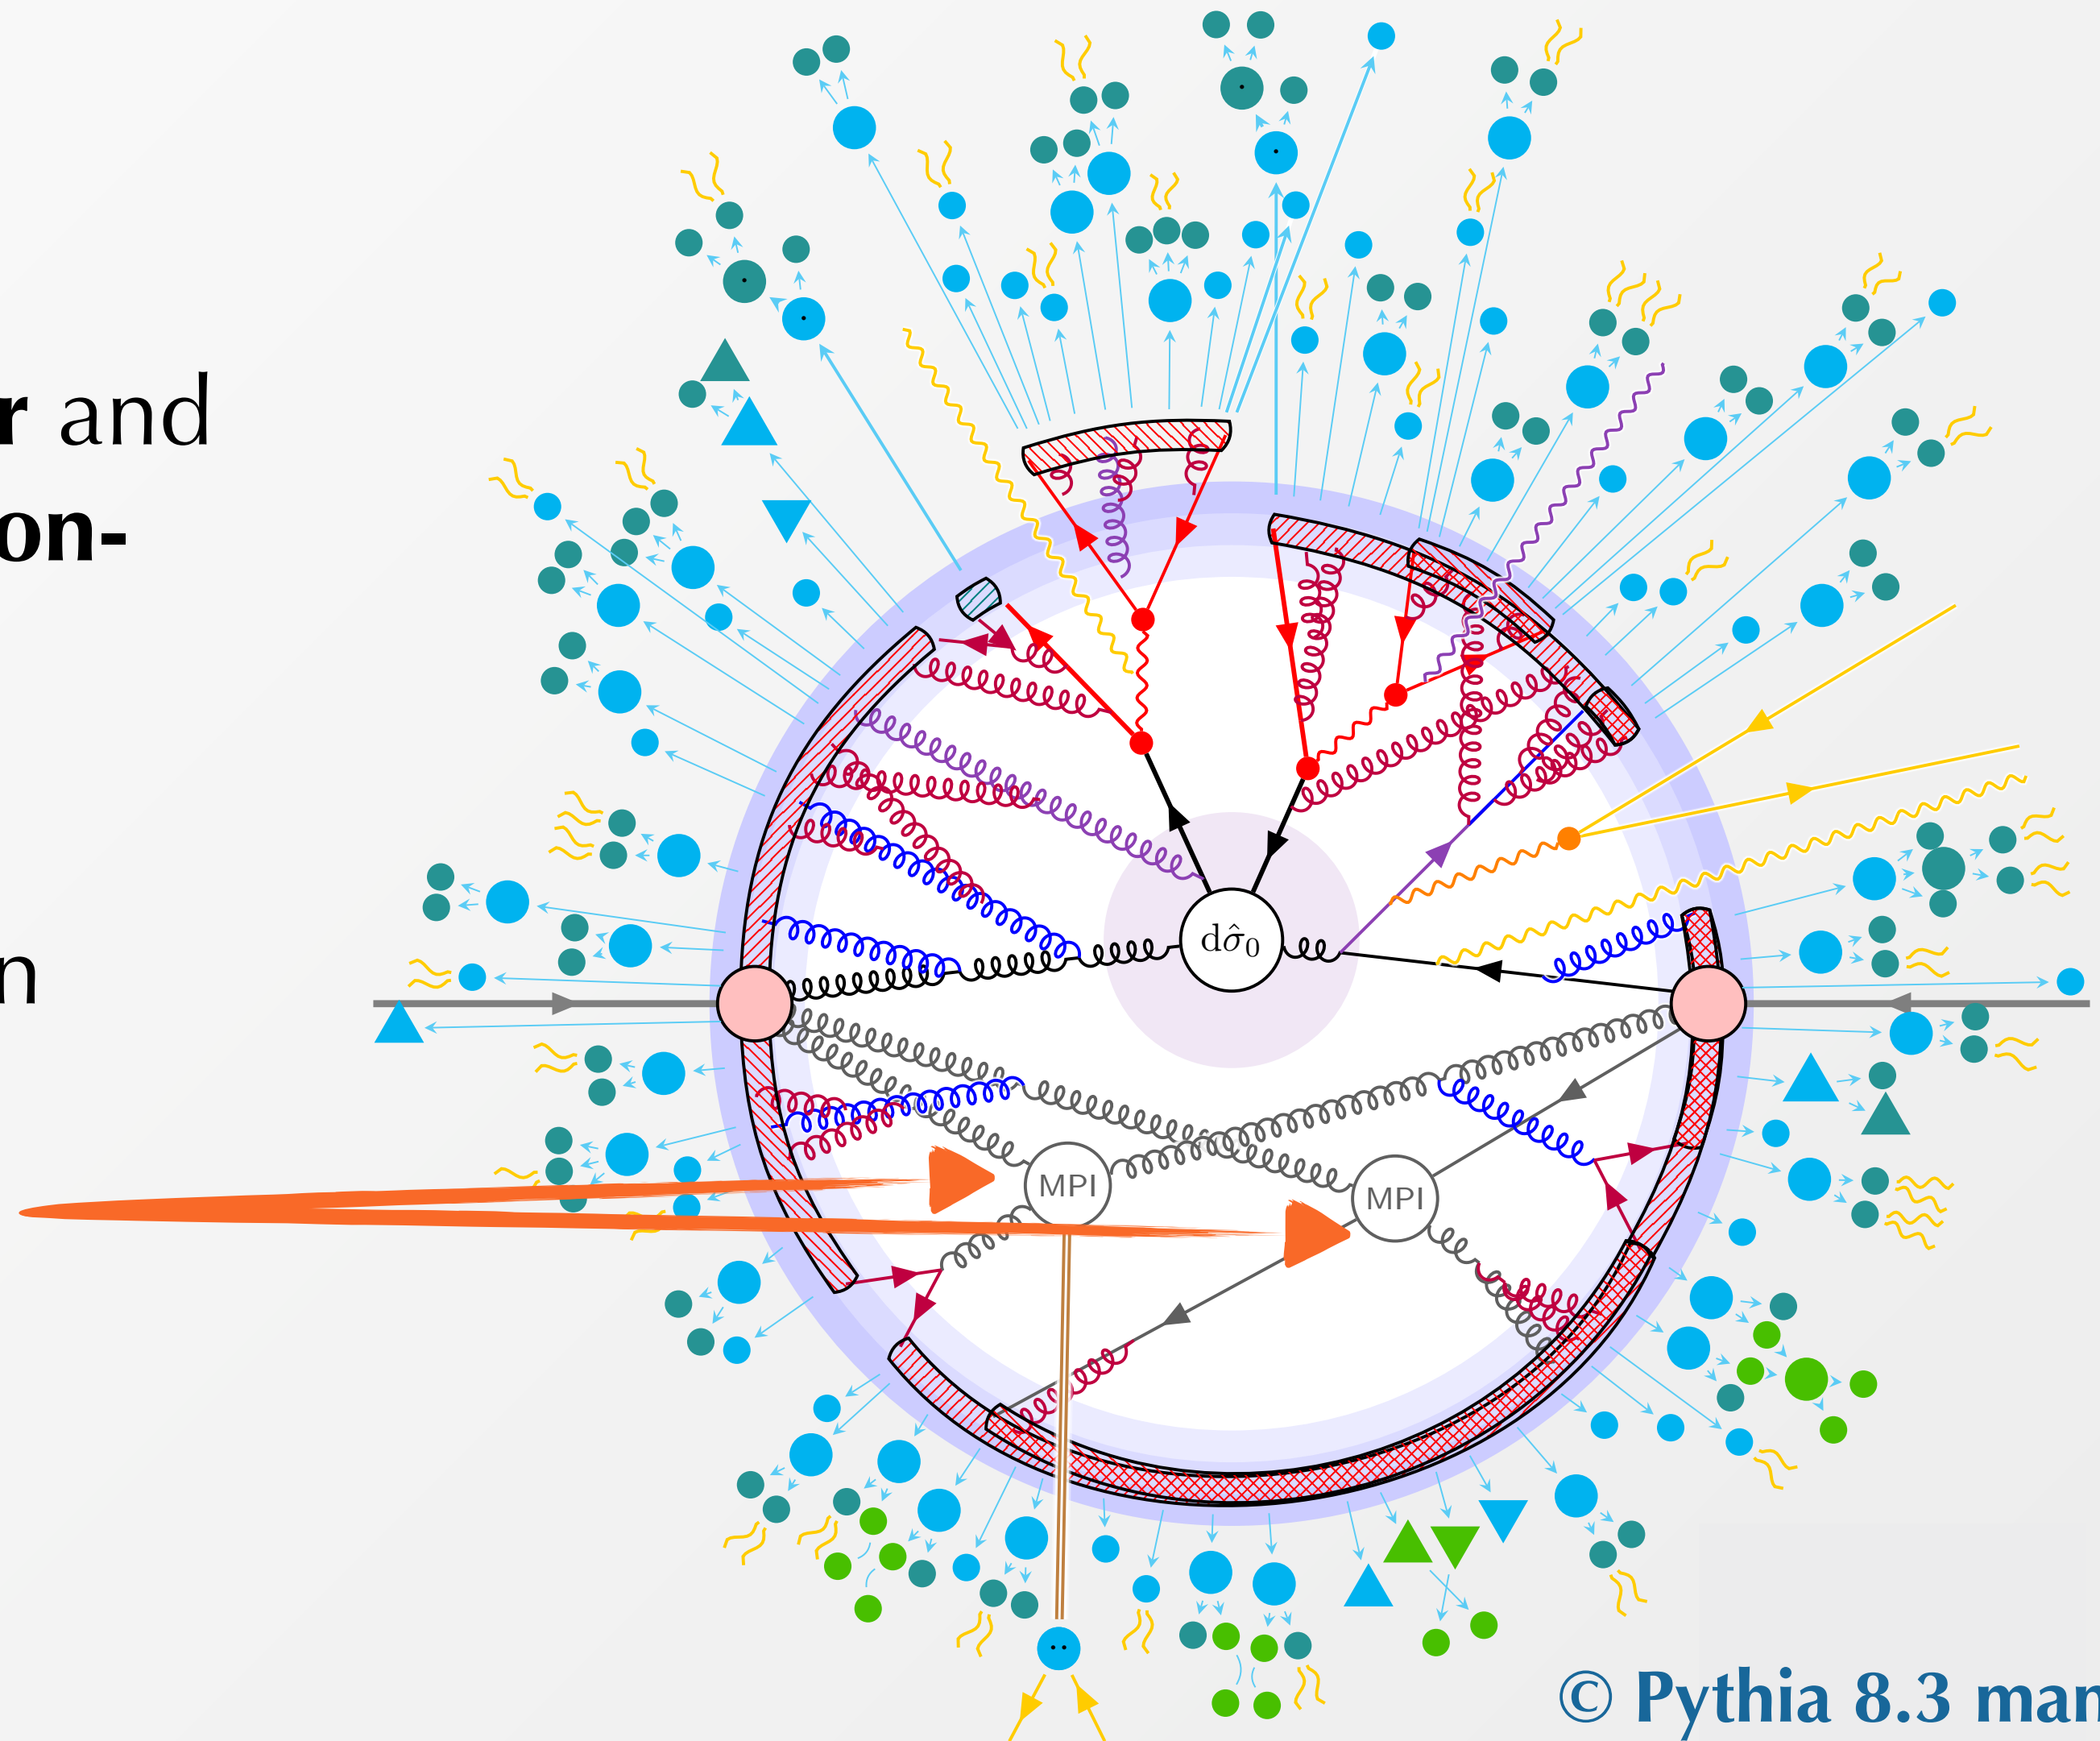 r and
on-
n
dσ̂₀
MPI
MPI
© Pythia 8.3 man